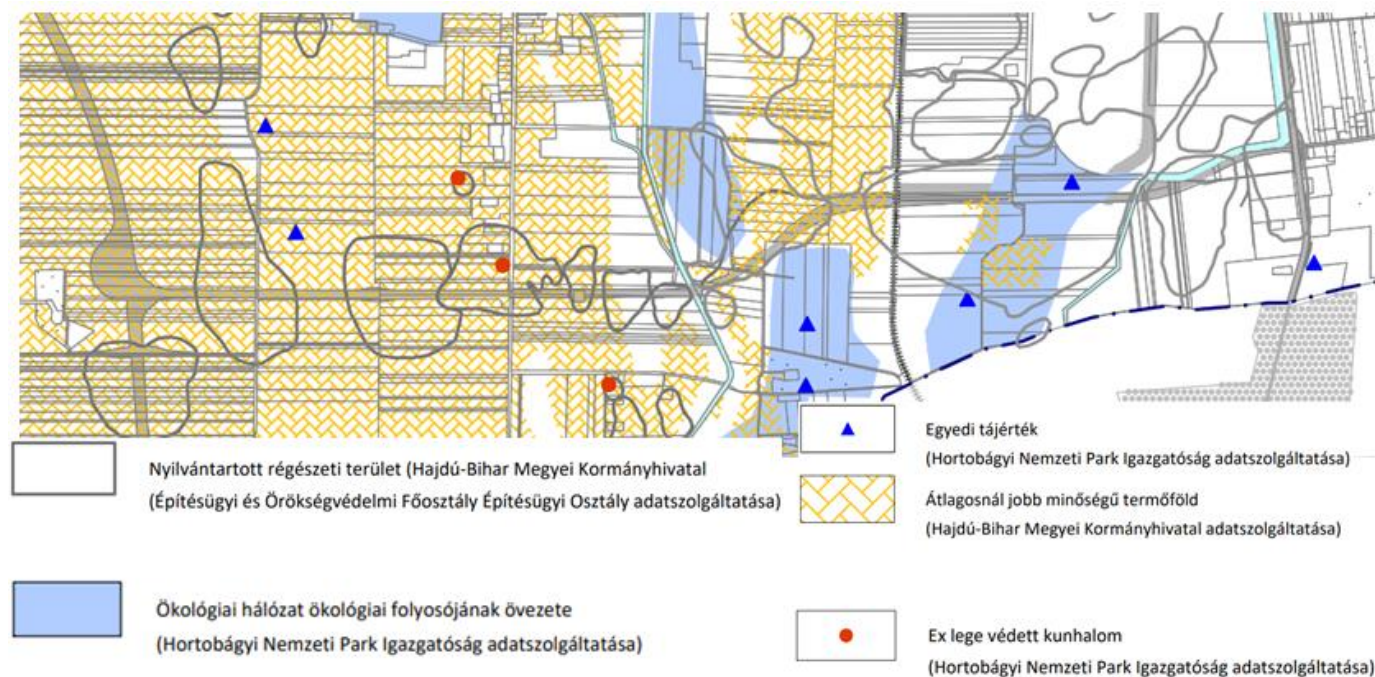 Nyilvántartott régészeti terület (Hajdú-Bihar Megyei Kormányhivatal
(Építésügyi és Örökségvédelmi Főosztály Építésügyi Osztály adatszolgáltatása)
Ökológiai hálózat ökológiai folyosójának övezete
(Hortobágyi Nemzeti Park Igazgatóság adatszolgáltatása)
Egyedi tájérték
(Hortobágyi Nemzeti Park Igazgatóság adatszolgáltatása)
Átlagosnál jobb minőségű termőföld
(Hajdú-Bihar Megyei Kormányhivatal adatszolgáltatása)
Ex lege védett kunhalom
(Hortobágyi Nemzeti Park Igazgatóság adatszolgáltatása)